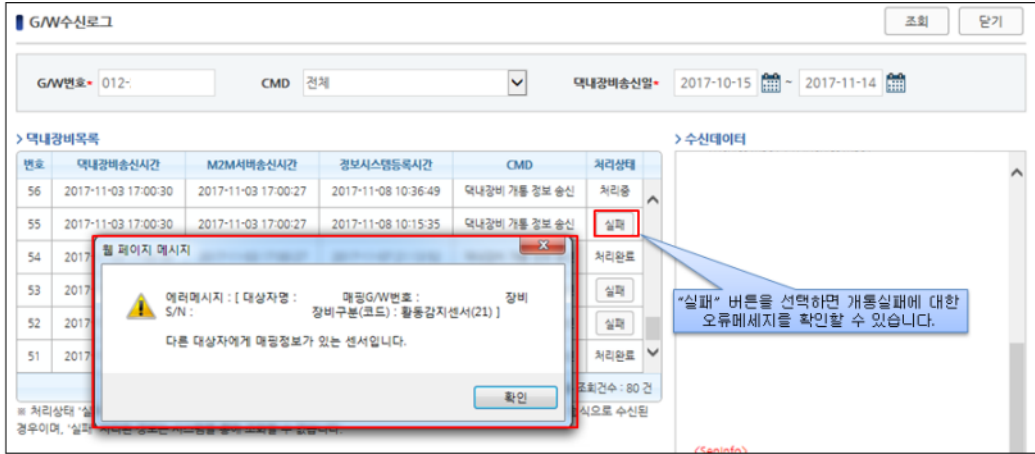 G/W수신로그 조회 닫기
G/W번호• 012-: CMD 전체 댁내장비송신일• 2017-10-15 ~ 2017-11-14
> 댁내장비목록
번호 댁내장비송신시간 M2M서버송신시간 정보시스템등록시간 CMD 처리상태
56 2017-11-03 17:00:30 2017-11-03 17:00:27 2017-11-08 10:36:49 댁내장비 개통 정보 송신 처리중
55 2017-11-03 17:00:30 2017-11-03 17:00:27 2017-11-08 10:15:35 댁내장비 개통 정보 송신 실패
54 2017 처리완료
53 2017 실패
52 2017 실패
51 2017 처리완료
조회건수 : 80 건
※ 처리상태 '실 식으로 수신된
경우이며, '실패'
웹 페이지 메시지
에러메시지 : [ 대상자명 : 매핑G/W번호 : 장비
S/N : 장비구분(코드) : 활동감지센서(21) ]
다른 대상자에게 매핑정보가 있는 센서입니다.
확인
> 수신데이터
"실패" 버튼을 선택하면 개통실패에 대한
오류메세지를 확인할 수 있습니다.
(SenInfo)